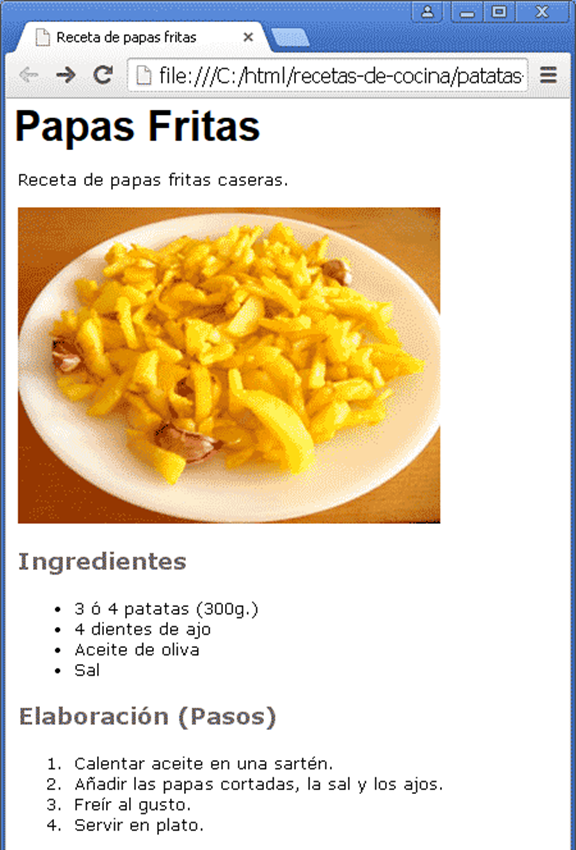 Receta de papas fritas
file:///C:/html/recetas-de-cocina/patatas-
Papas Fritas
Receta de papas fritas caseras.
Ingredientes
• 3 ó 4 patatas (300g.)
• 4 dientes de ajo
• Aceite de oliva
• Sal
Elaboración (Pasos)
1. Calentar aceite en una sartén.
2. Añadir las papas cortadas, la sal y los ajos.
3. Freír al gusto.
4. Servir en plato.